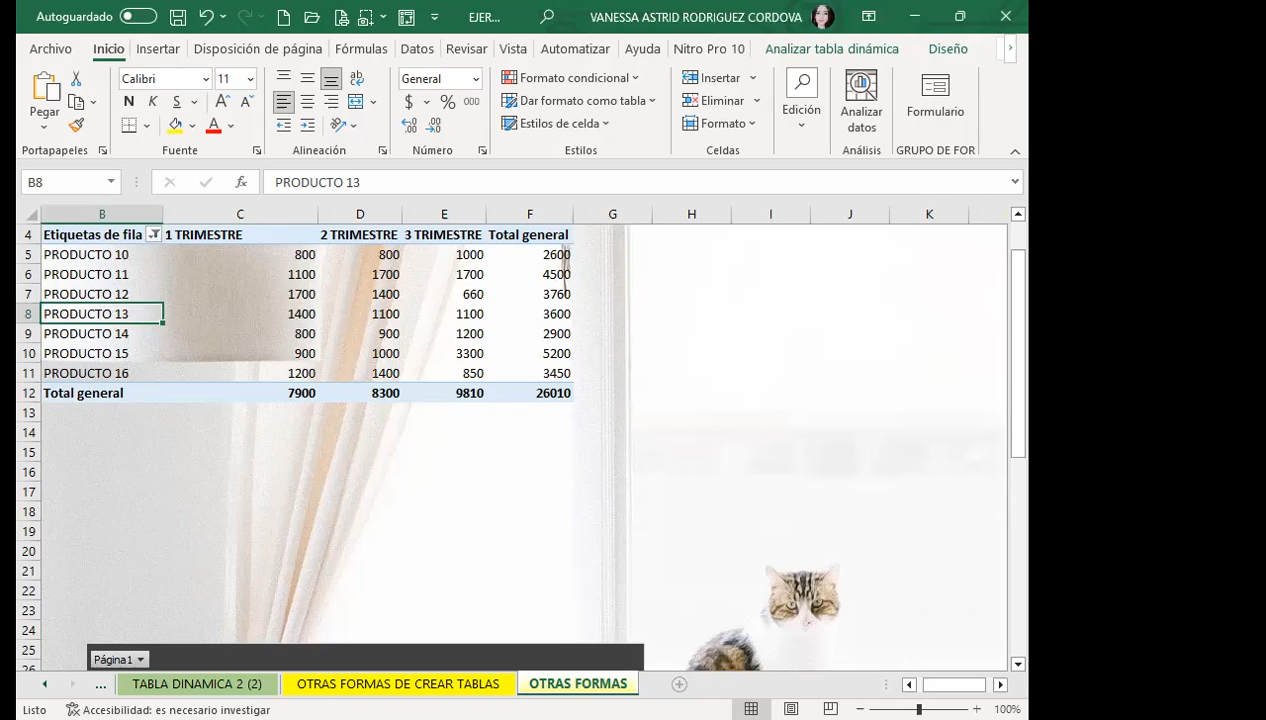 Autoguardado EJER... VANESSA ASTRID RODRIGUEZ CORDOVA
Archivo Inicio Insertar Disposición de página Fórmulas Datos Revisar Vista Automatizar Ayuda Nitro Pro 10 Analizar tabla dinámica Diseño
Pegar
Calibri 11
N K S A A
A
ab
General
$ % 000
Formato condicional
Dar formato como tabla
Estilos de celda
Insertar
Eliminar
Formato
Edición
Analizar
datos
Formulario
Portapapeles Fuente Alineación Número Estilos Celdas Análisis GRUPO DE FOR
B8 fx PRODUCTO 13
B C D E F G H I J K
4 Etiquetas de fila 1 TRIMESTRE 2 TRIMESTRE 3 TRIMESTRE Total general
5 PRODUCTO 10 800 800 1000 2600
6 PRODUCTO 11 1100 1700 1700 4500
7 PRODUCTO 12 1700 1400 660 3760
8 PRODUCTO 13 1400 1100 1100 3600
9 PRODUCTO 14 800 900 1200 2900
10 PRODUCTO 15 900 1000 3300 5200
11 PRODUCTO 16 1200 1400 850 3450
12 Total general 7900 8300 9810 26010
13
14
15
16
17
18
19
20
21
22
23
24
25
26
Página1
... TABLA DINAMICA 2 (2) OTRAS FORMAS DE CREAR TABLAS OTRAS FORMAS
Listo Accesibilidad: es necesario investigar 100%